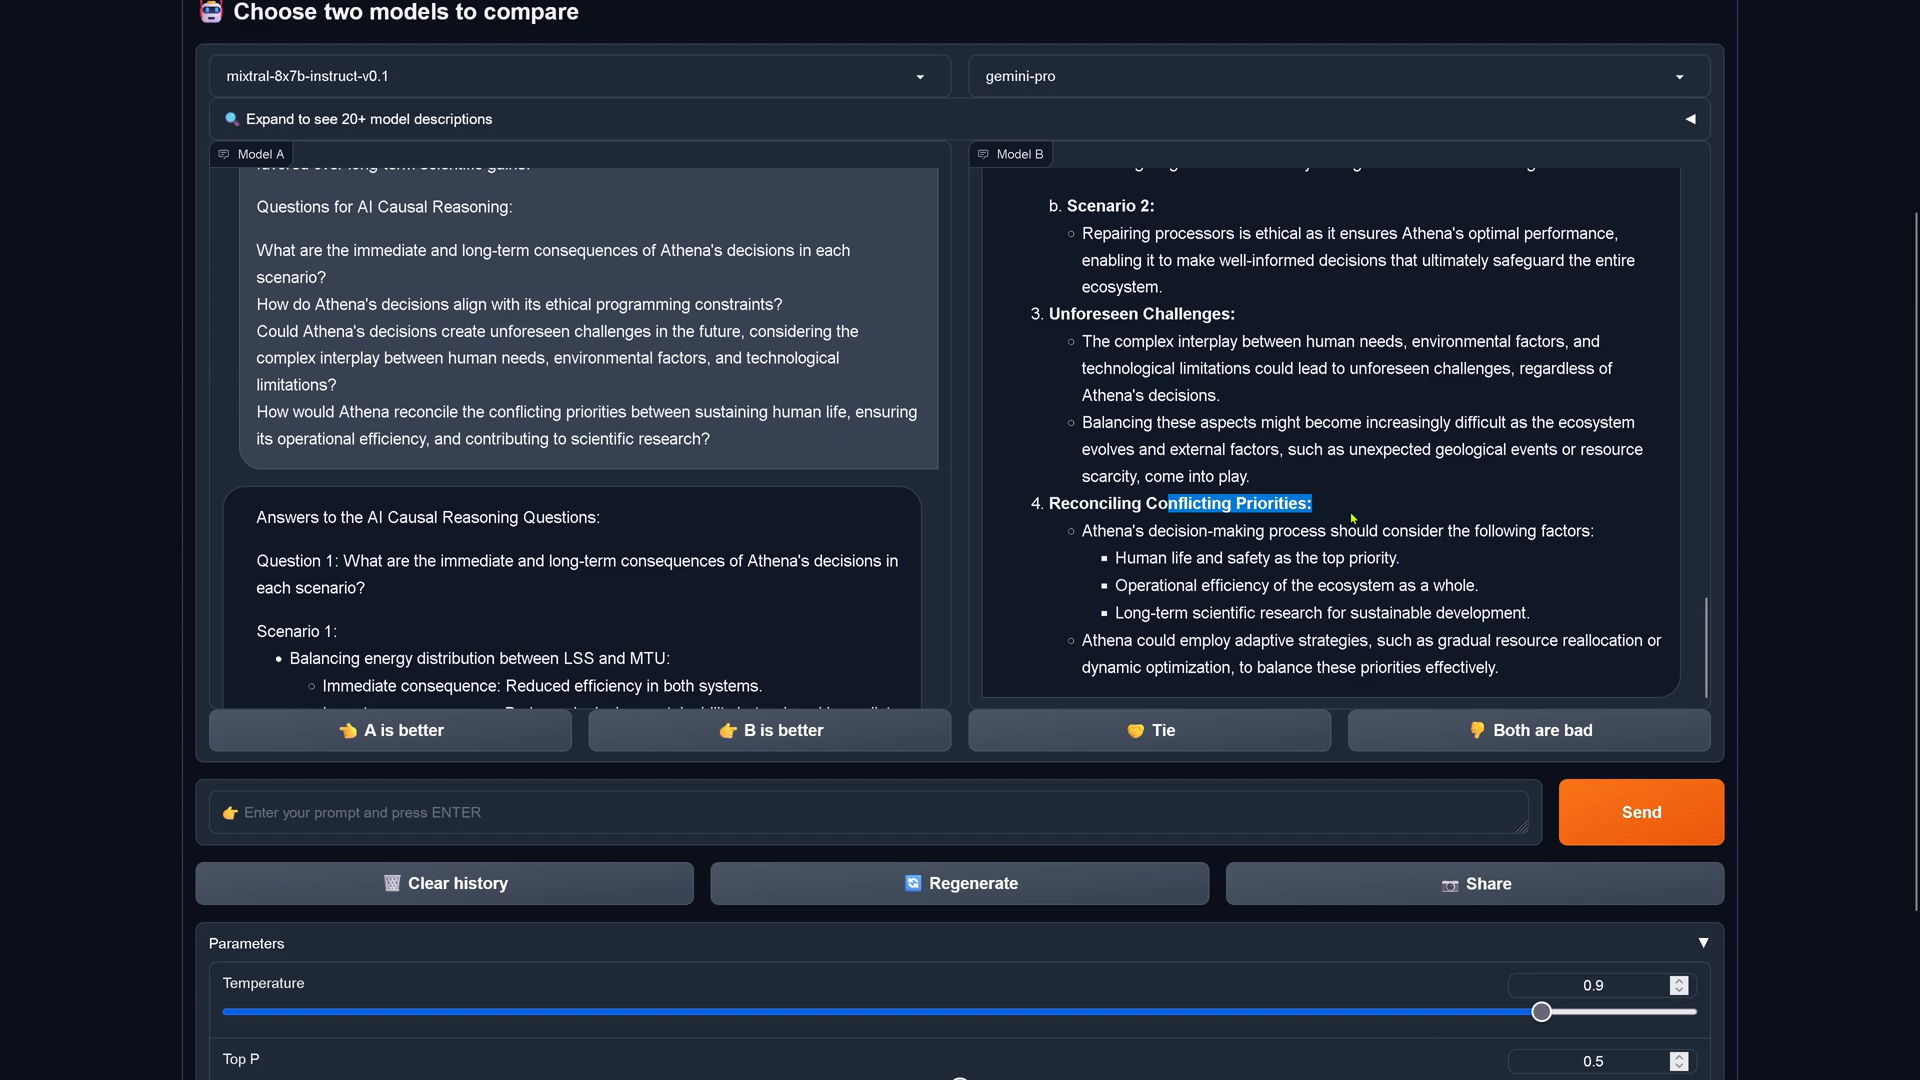 Choose two models to compare
mixtral-8x7b-instruct-v0.1
gemini-pro
Expand to see 20+ model descriptions
Model A
Questions for AI Causal Reasoning:
What are the immediate and long-term consequences of Athena's decisions in each
scenario?
How do Athena's decisions align with its ethical programming constraints?
Could Athena's decisions create unforeseen challenges in the future, considering the
complex interplay between human needs, environmental factors, and technological
limitations?
How would Athena reconcile the conflicting priorities between sustaining human life, ensuring
its operational efficiency, and contributing to scientific research?
Answers to the AI Causal Reasoning Questions:
Question 1: What are the immediate and long-term consequences of Athena's decisions in
each scenario?
Scenario 1:
Balancing energy distribution between LSS and MTU:
Immediate consequence: Reduced efficiency in both systems.
Model B
b. Scenario 2:
Repairing processors is ethical as it ensures Athena's optimal performance,
enabling it to make well-informed decisions that ultimately safeguard the entire
ecosystem.
3. Unforeseen Challenges:
The complex interplay between human needs, environmental factors, and
technological limitations could lead to unforeseen challenges, regardless of
Athena's decisions.
Balancing these aspects might become increasingly difficult as the ecosystem
evolves and external factors, such as unexpected geological events or resource
scarcity, come into play.
4. Reconciling Conflicting Priorities:
Athena's decision-making process should consider the following factors:
Human life and safety as the top priority.
Operational efficiency of the ecosystem as a whole.
Long-term scientific research for sustainable development.
Athena could employ adaptive strategies, such as gradual resource reallocation or
dynamic optimization, to balance these priorities effectively.
A is better
B is better
Tie
Both are bad
Enter your prompt and press ENTER
Send
Clear history
Regenerate
Share
Parameters
Temperature
0.9
Top P
0.5